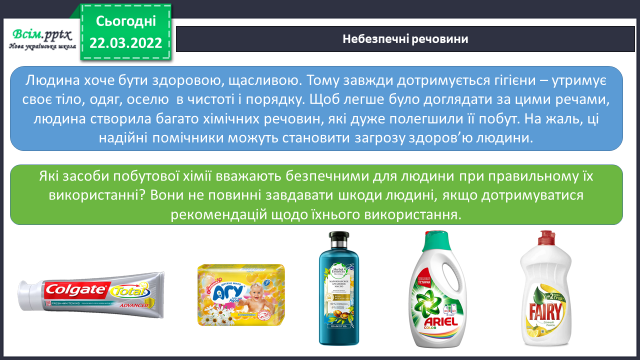 Всім.pptx
Нова українська школа
Сьогодні
22.03.2022
Небезпечні речовини
Людина хоче бути здоровою, щасливою. Тому завжди дотримується гігієни – утримує
своє тіло, одяг, оселю в чистоті і порядку. Щоб легше було доглядати за цими речами,
людина створила багато хімічних речовин, які дуже полегшили її побут. На жаль, ці
надійні помічники можуть становити загрозу здоров’ю людини.
Які засоби побутової хімії вважають безпечними для людини при правильному їх
використанні? Вони не повинні завдавати шкоди людині, якщо дотримуватися
рекомендацій щодо їхнього використання.
Colgate Total
ADVANCED
АГУ
ARIEL
COLOR
FAIRY